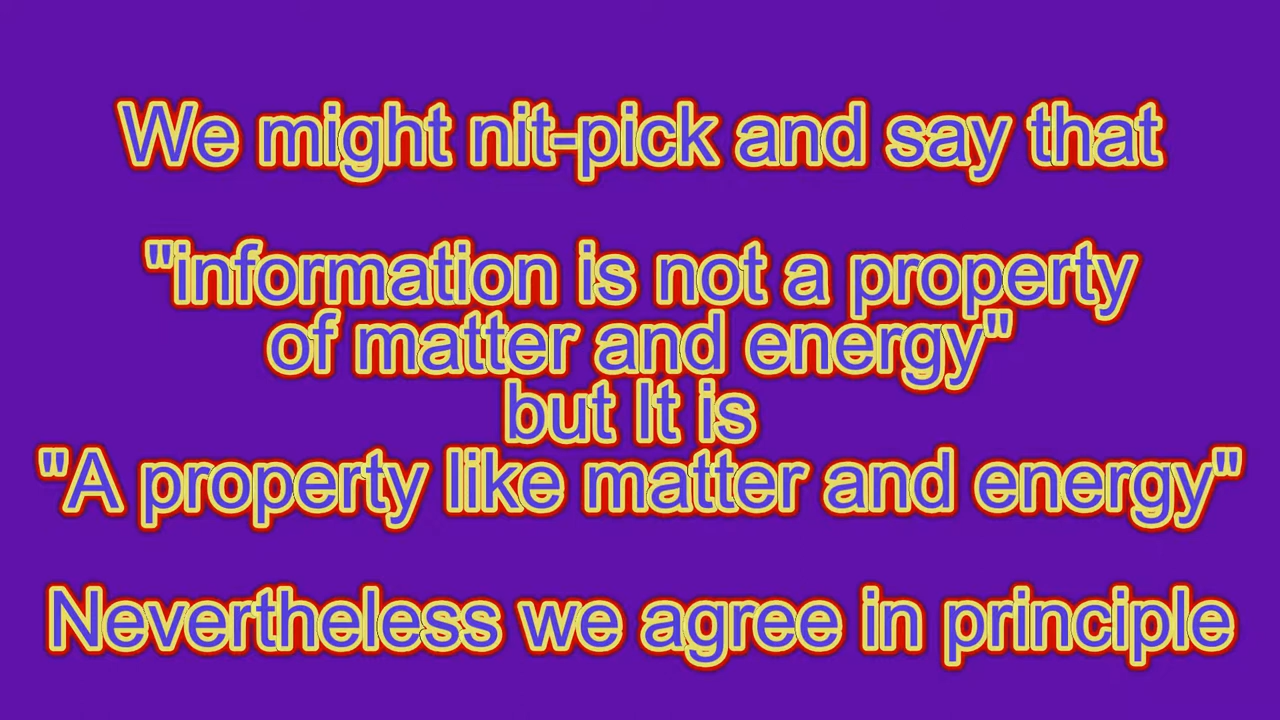 We might nit-pick and say that
"information is not a property
of matter and energy"
but It is
"A property like matter and energy"
Nevertheless we agree in principle